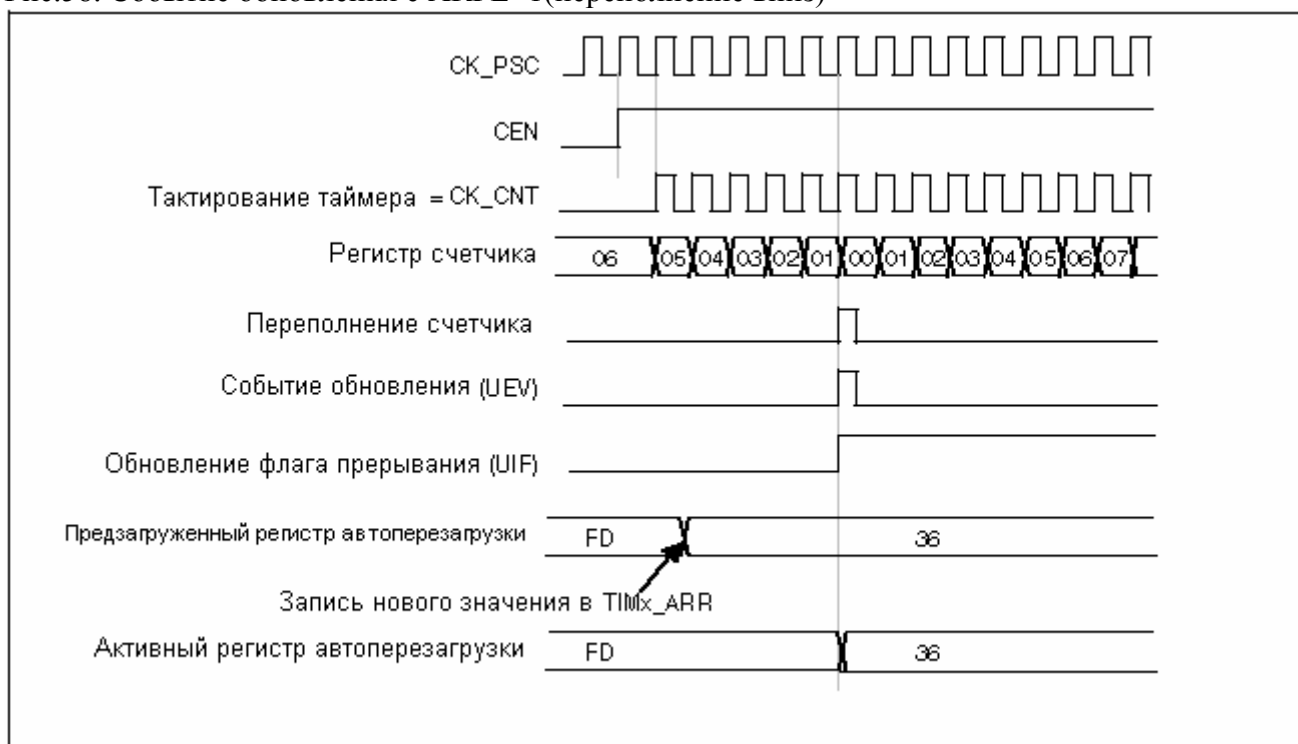 CK_PSC
CEN
Тактирование таймера = CK_CNT
Регистр счетчика 06 05 04 03 02 01 00 01 02 03 04 05 06 07
Переполнение счетчика
Событие обновления (UEV)
Обновление флага прерывания (UIF)
Предзагруженный регистр автоперезагрузки FD 36
Запись нового значения в TIMx_ARR
Активный регистр автоперезагрузки FD 36